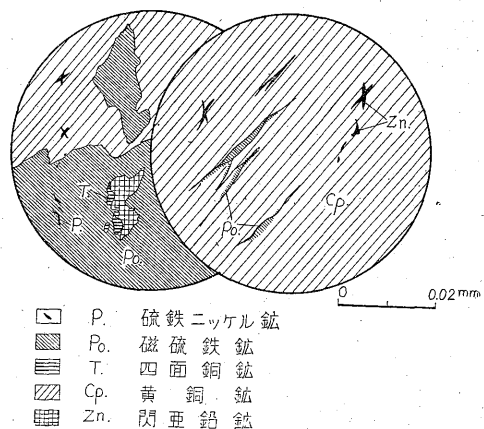 Zn.
T.
P.
Cp.
Po.
Po.
0 0.02mm
P. 硫鉄ニッケル鉱
Po. 磁硫鉄鉱
T. 四面銅鉱
Cp. 黄銅鉱
Zn. 閃亜鉛鉱